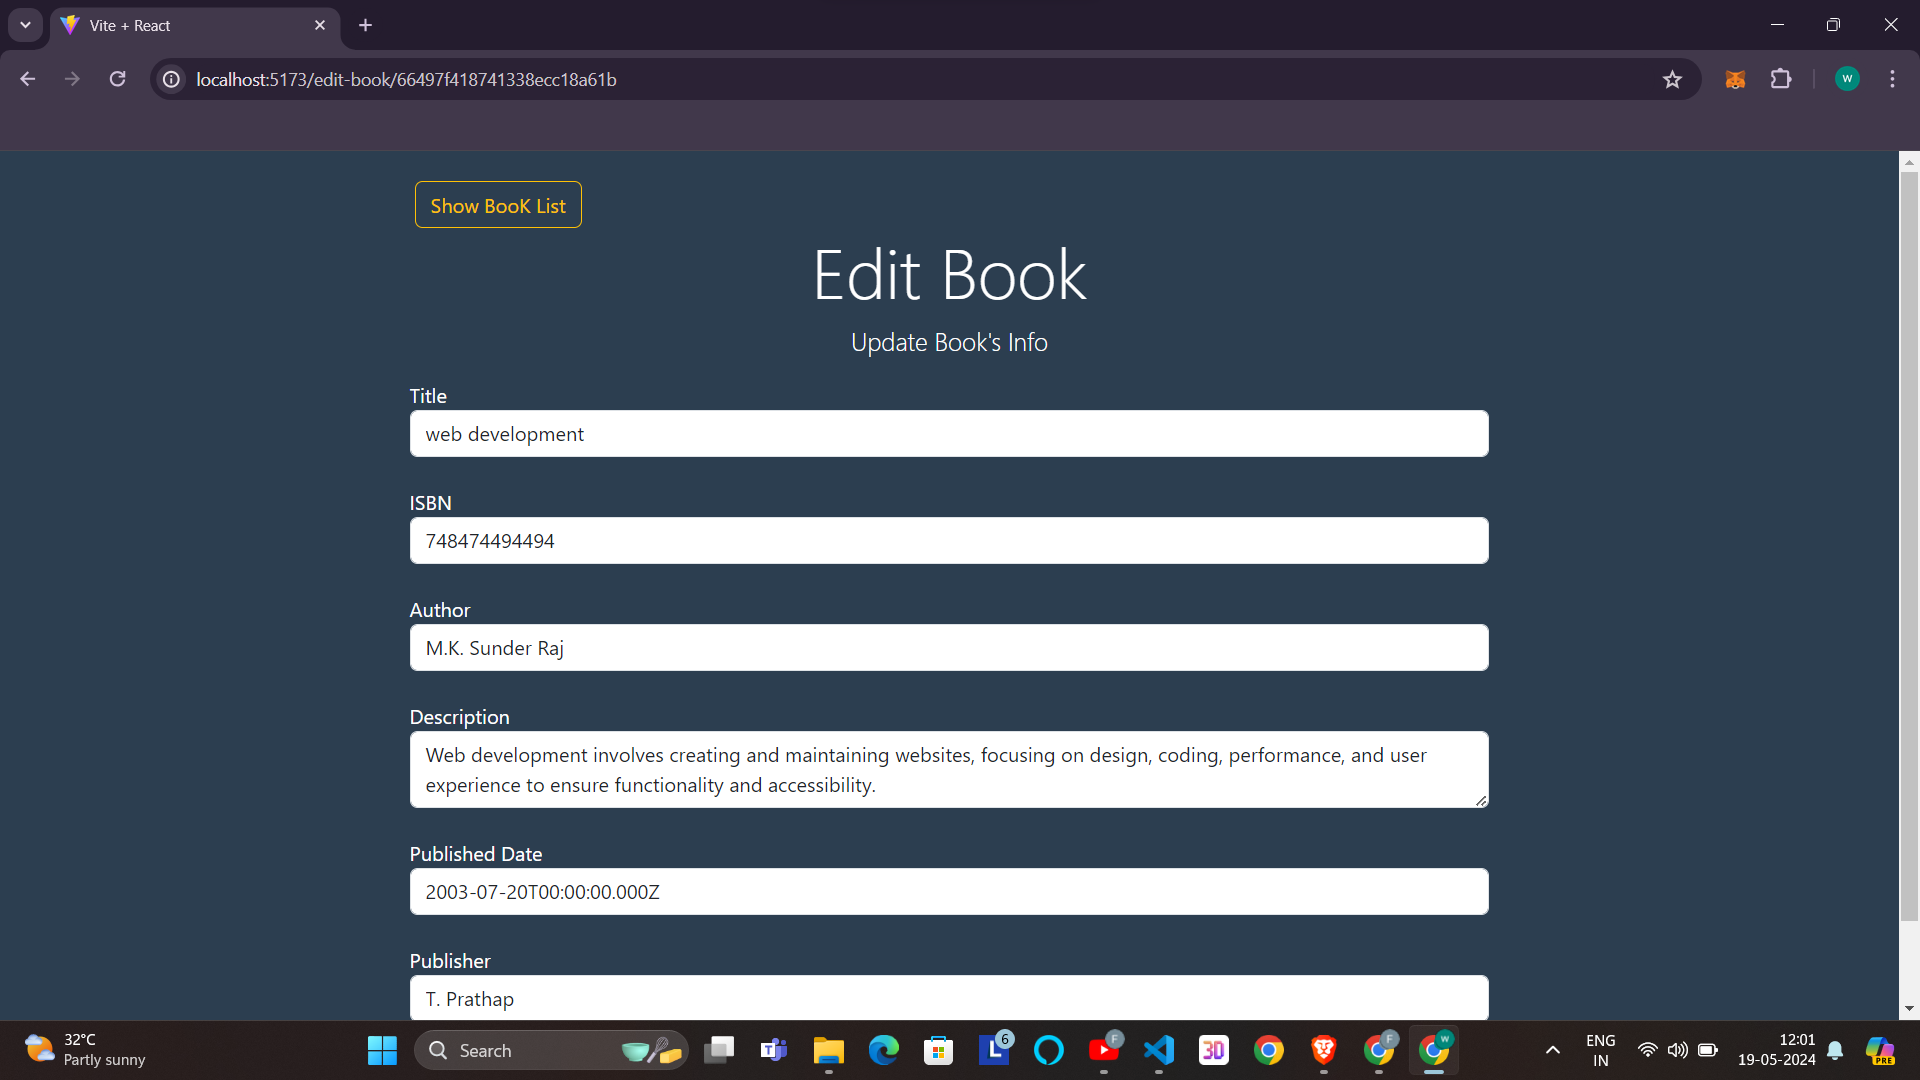 Vite + React
localhost:5173/edit-book/66497f418741338ecc18a61b
W
Show BooK List
Edit Book
Update Book's Info
Title
web development
ISBN
748474494494
Author
M.K. Sunder Raj
Description
Web development involves creating and maintaining websites, focusing on design, coding, performance, and user
experience to ensure functionality and accessibility.
Published Date
2003-07-20T00:00:00.000Z
Publisher
T. Prathap
32°C
Partly sunny
Search
T
L
6
F
3D
F
W
ENG
IN
12:01
19-05-2024
PRE